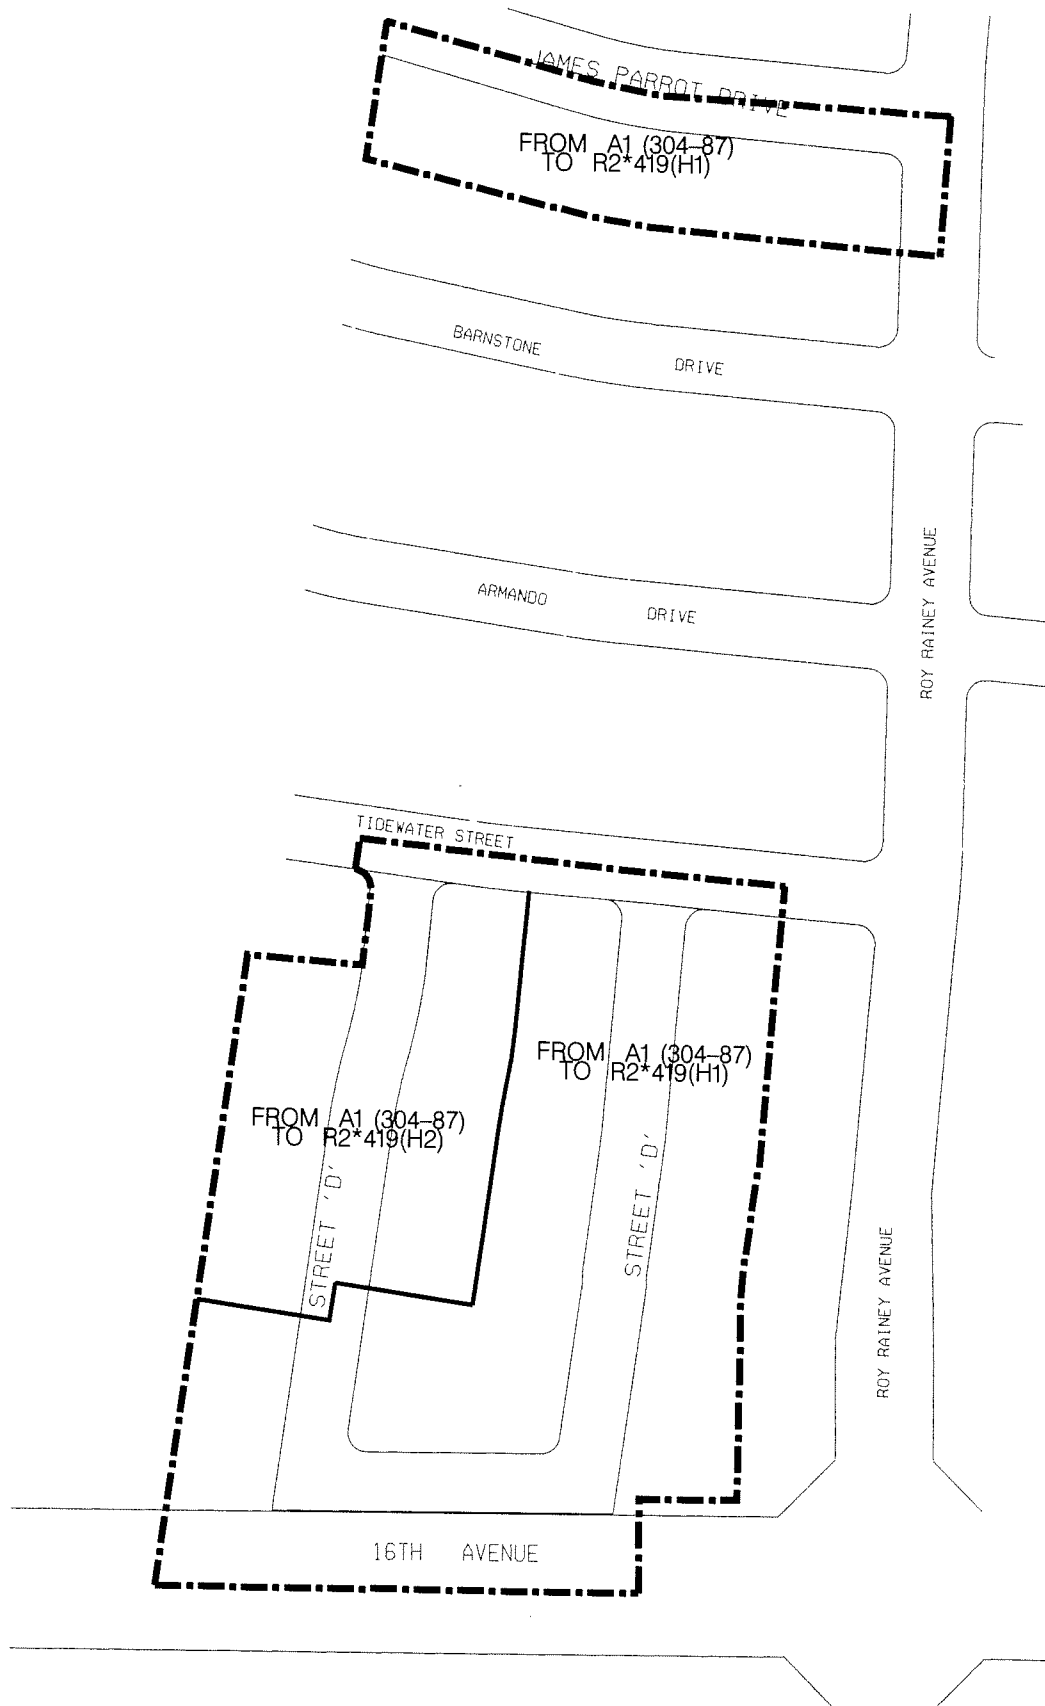 JAMES PARROT DRIVE
FROM A1 (304-87)
TO R2*419(H1)
BARNSTONE DRIVE
ARMANDO DRIVE
ROY RAINEY AVENUE
TIDEWATER STREET
FROM A1 (304-87)
TO R2*419(H1)
FROM A1 (304-87)
TO R2*419(H2)
STREET 'D'
STREET 'D'
ROY RAINEY AVENUE
16TH AVENUE